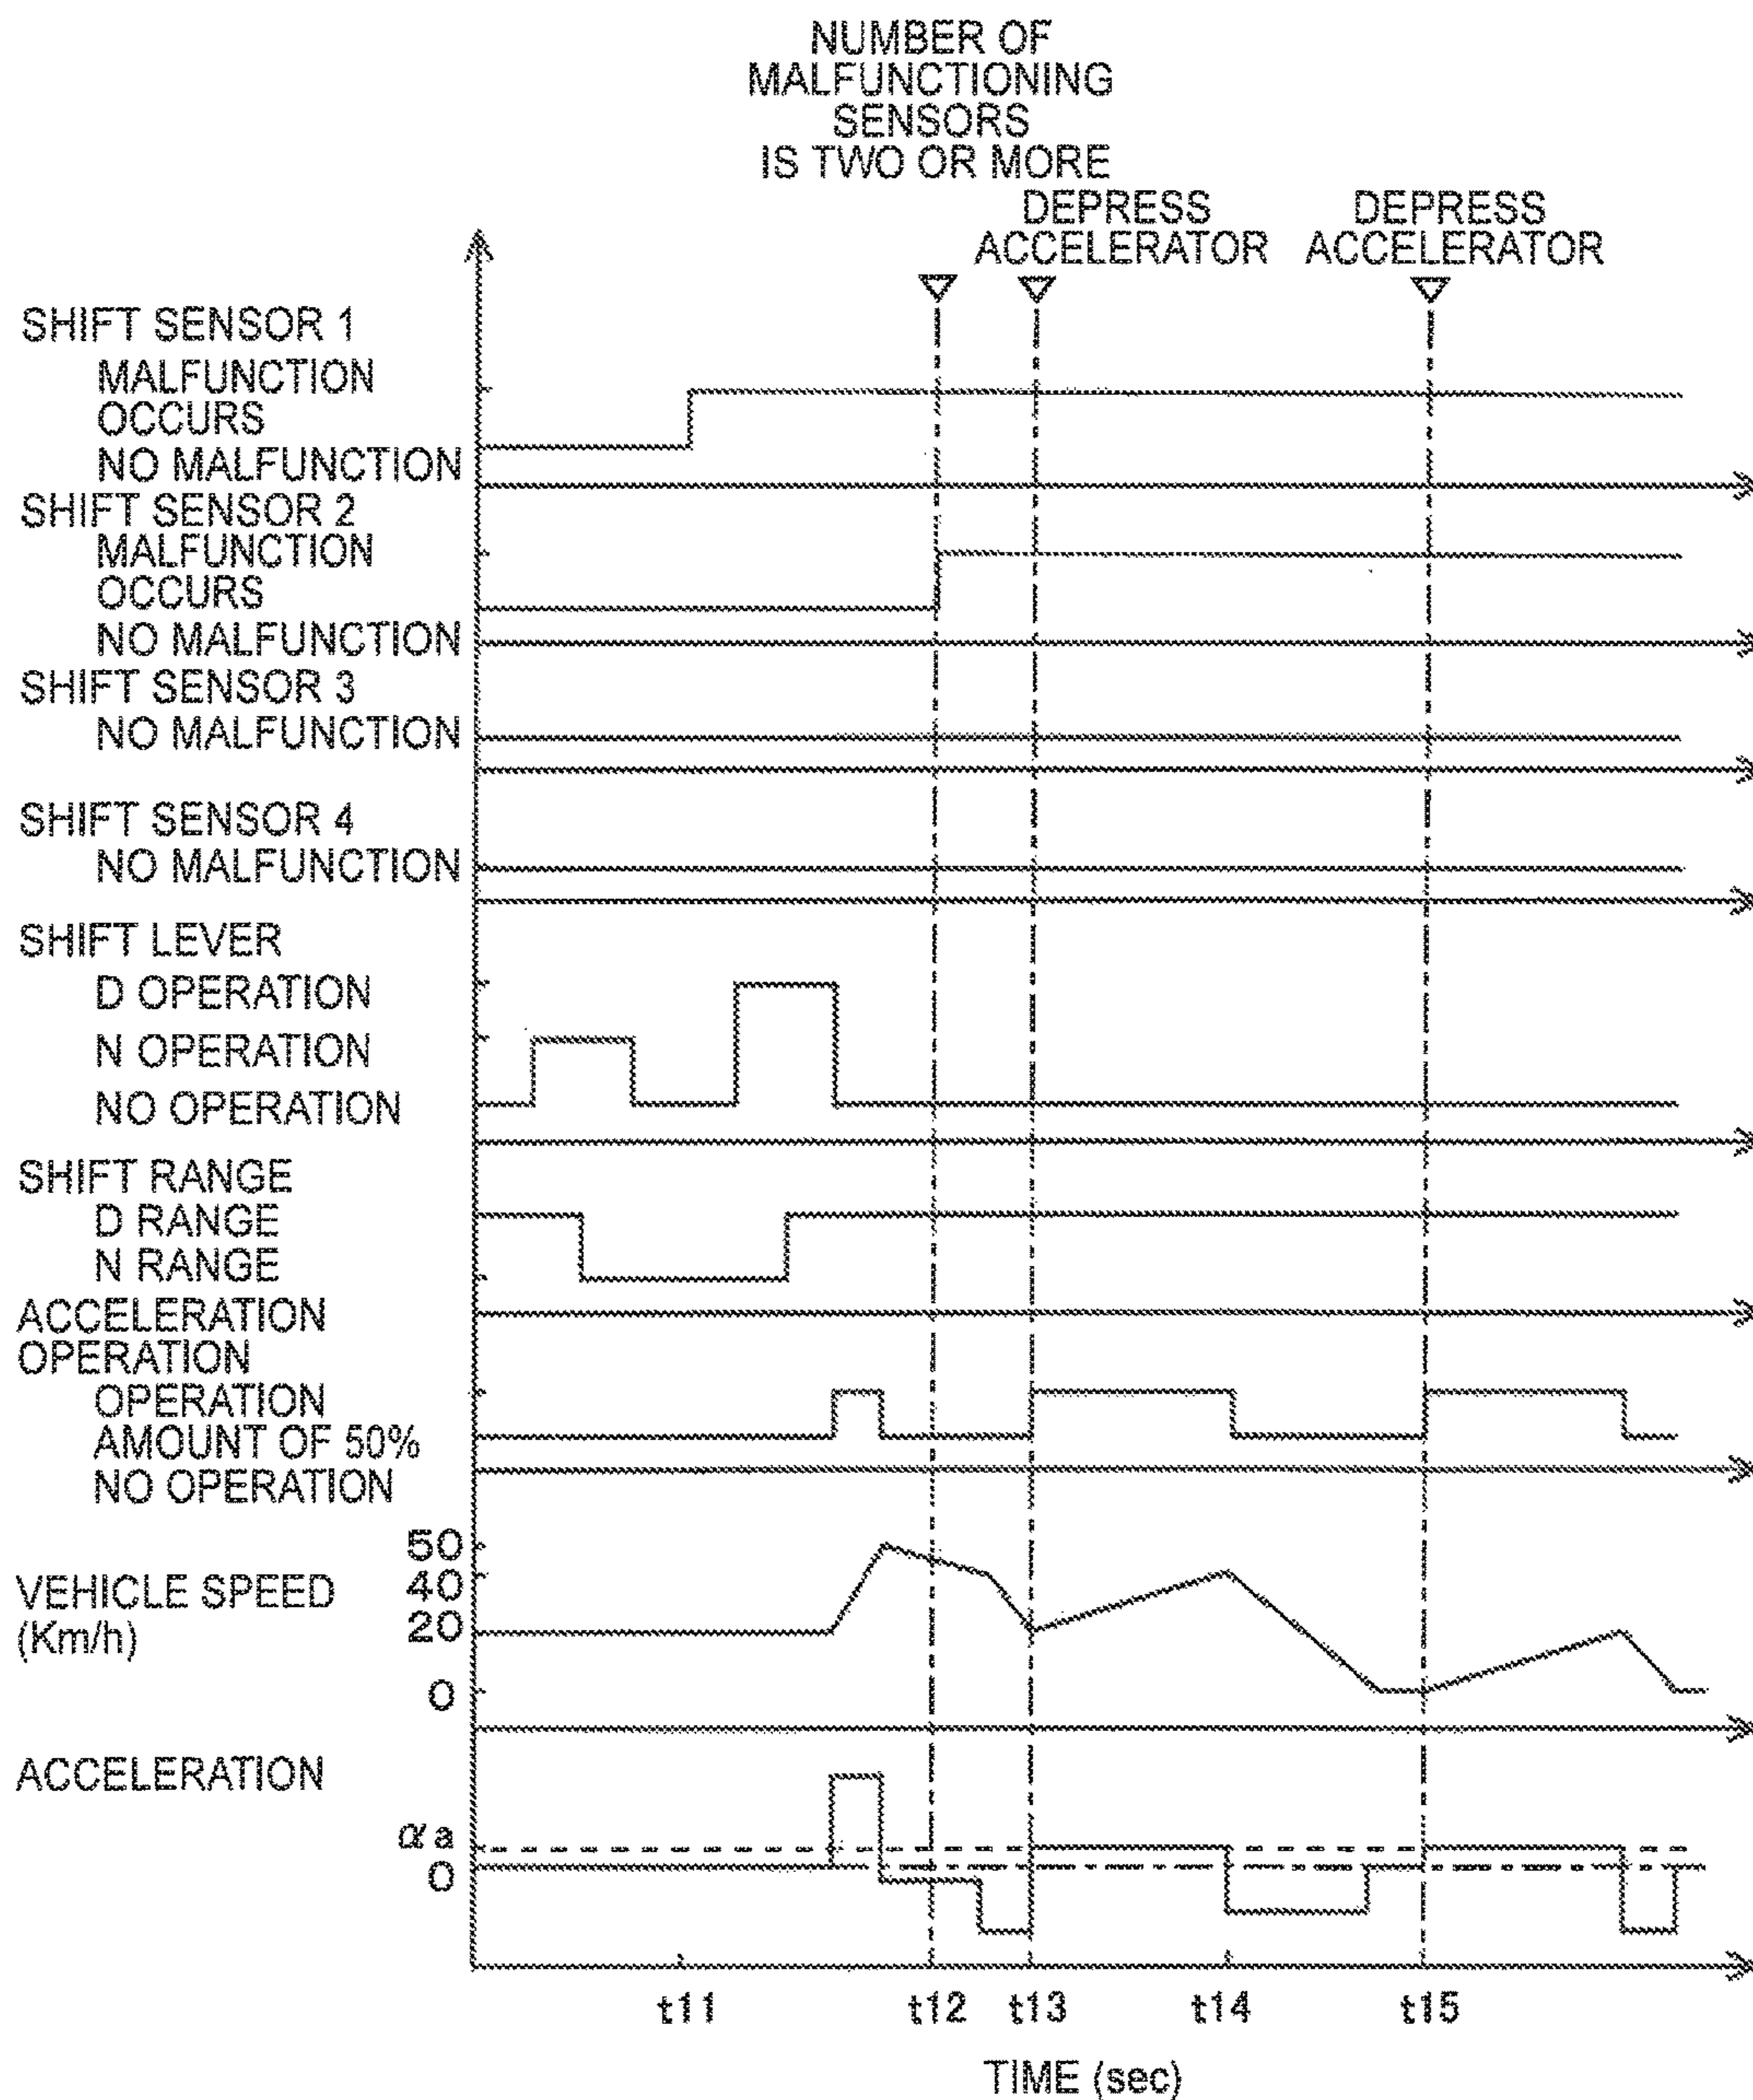 NUMBER OF
MALFUNCTIONING
SENSORS
IS TWO OR MORE
DEPRESS
ACCELERATOR
DEPRESS
ACCELERATOR
SHIFT SENSOR 1
MALFUNCTION
OCCURS
NO MALFUNCTION
SHIFT SENSOR 2
MALFUNCTION
OCCURS
NO MALFUNCTION
SHIFT SENSOR 3
NO MALFUNCTION
SHIFT SENSOR 4
NO MALFUNCTION
SHIFT LEVER
D OPERATION
N OPERATION
NO OPERATION
SHIFT RANGE
D RANGE
N RANGE
ACCELERATION
OPERATION
OPERATION
AMOUNT OF 50%
NO OPERATION
VEHICLE SPEED
(Km/h)
50
40
20
0
ACCELERATION
αa
0
t11 t12 t13 t14 t15
TIME (sec)